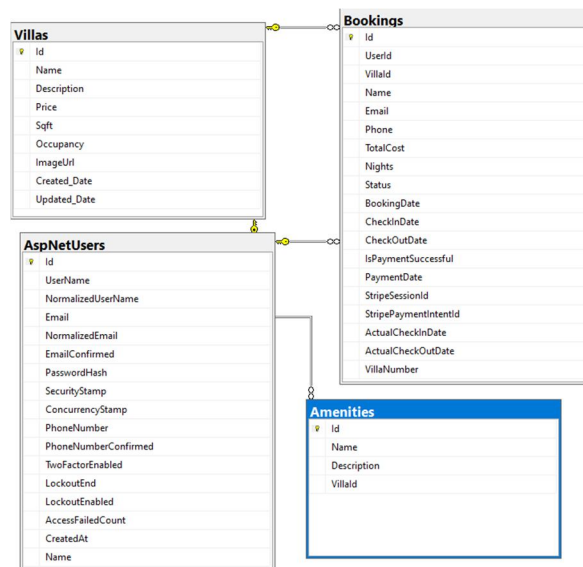 Villas
Id
Name
Description
Price
Sqft
Occupancy
ImageUrl
Created_Date
Updated_Date
Bookings
Id
UserId
VillaId
Name
Email
Phone
TotalCost
Nights
Status
BookingDate
CheckInDate
CheckOutDate
IsPaymentSuccessful
PaymentDate
StripeSessionId
StripePaymentIntentId
ActualCheckInDate
ActualCheckOutDate
VillaNumber
AspNetUsers
Id
UserName
NormalizedUserName
Email
NormalizedEmail
EmailConfirmed
PasswordHash
SecurityStamp
ConcurrencyStamp
PhoneNumber
PhoneNumberConfirmed
TwoFactorEnabled
LockoutEnd
LockoutEnabled
AccessFailedCount
CreatedAt
Name
Amenities
Id
Name
Description
VillaId